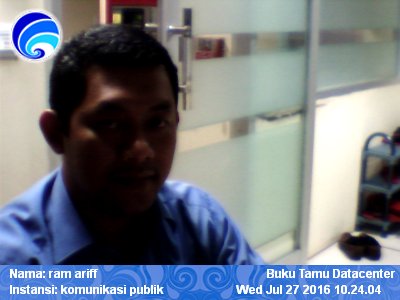 Nama: ram ariff
Buku Tamu Datacenter
Instansi: komunikasi publik
Wed Jul 27 2016 10.24.04